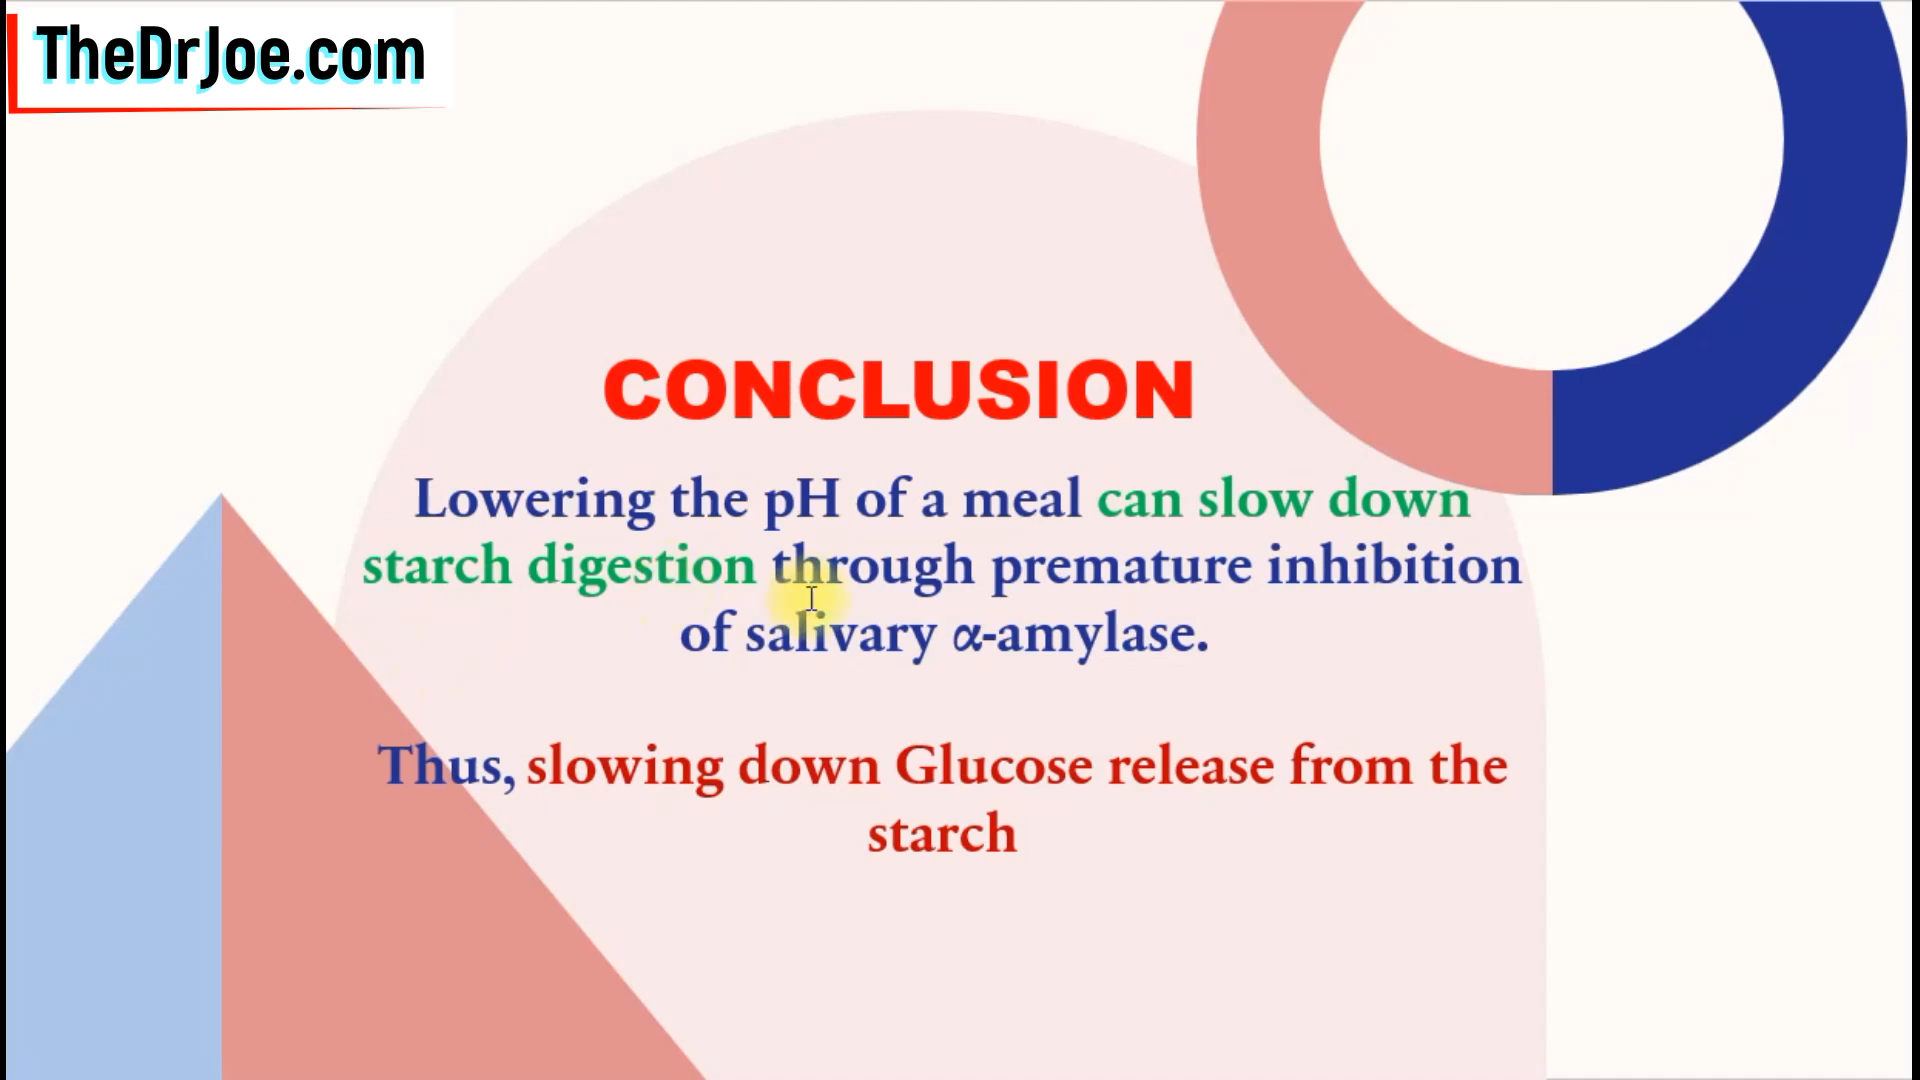 TheDrJoe.com
CONCLUSION
Lowering the pH of a meal can slow down
starch digestion through premature inhibition
of salivary α-amylase.
Thus, slowing down Glucose release from the
starch